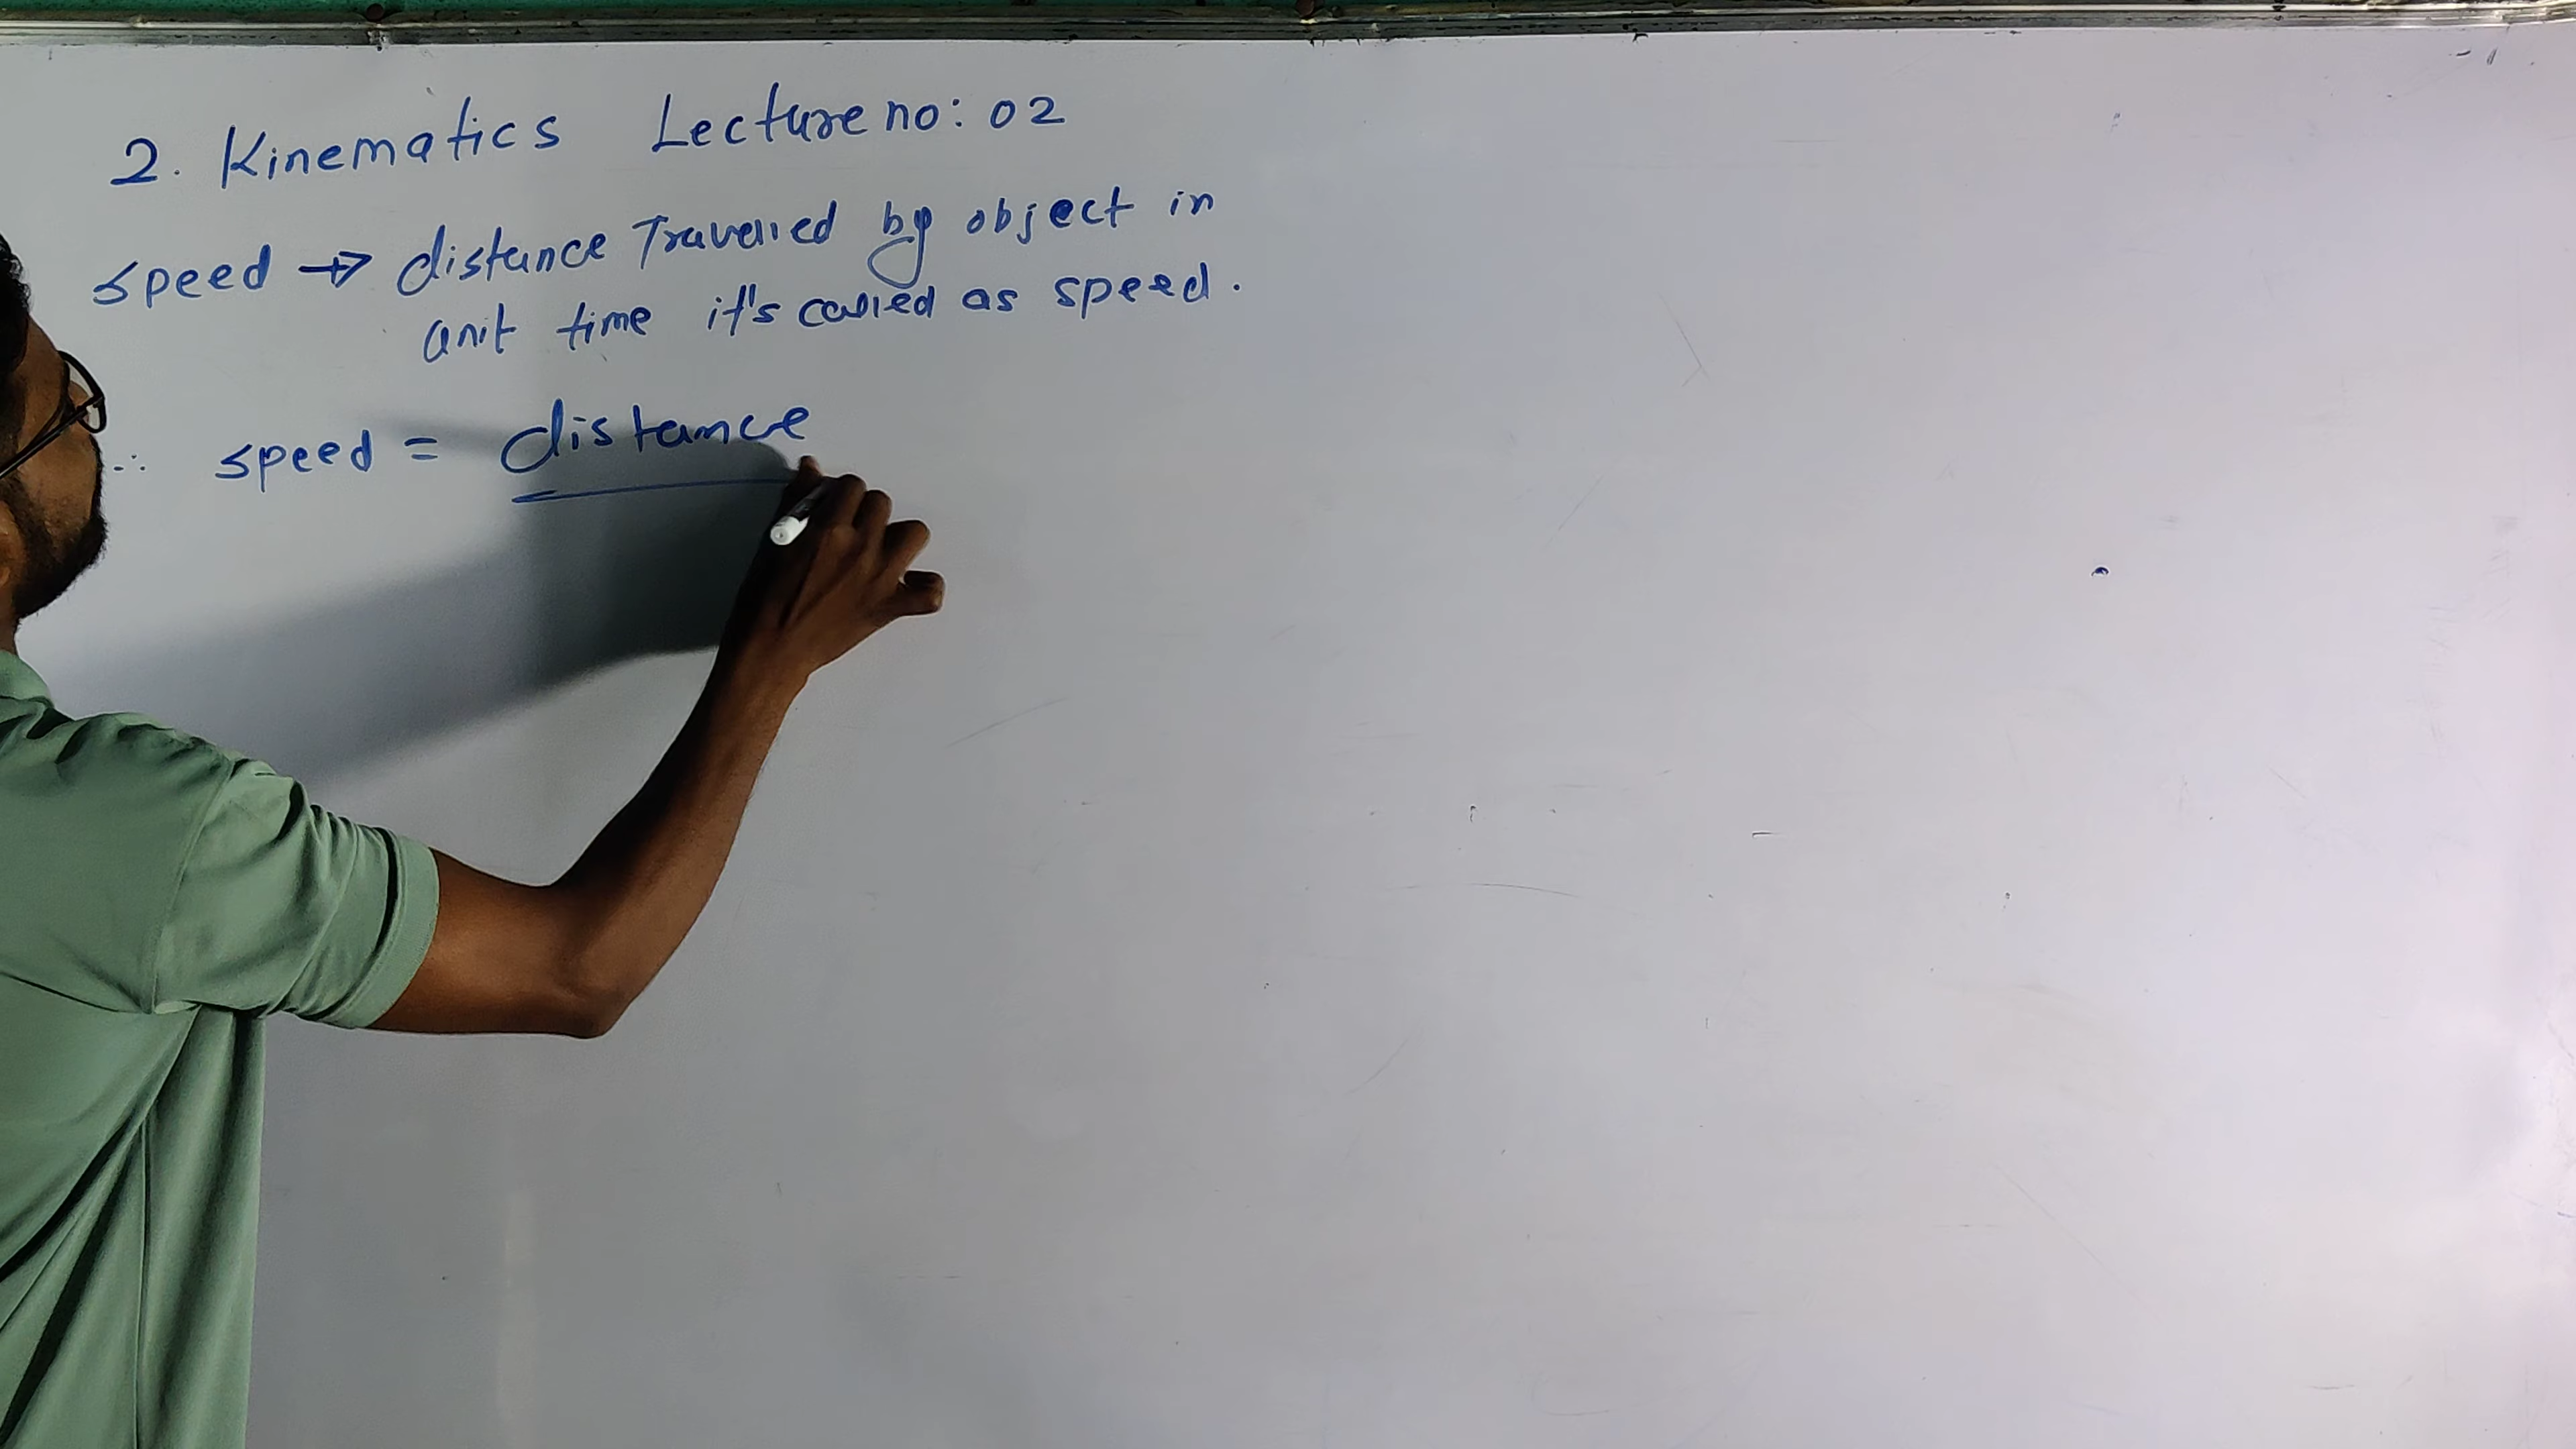 2. Kinematics Lecture no: 02
speed → distance Travelled by object in
unit time it's called as speed.
∴ speed = distance